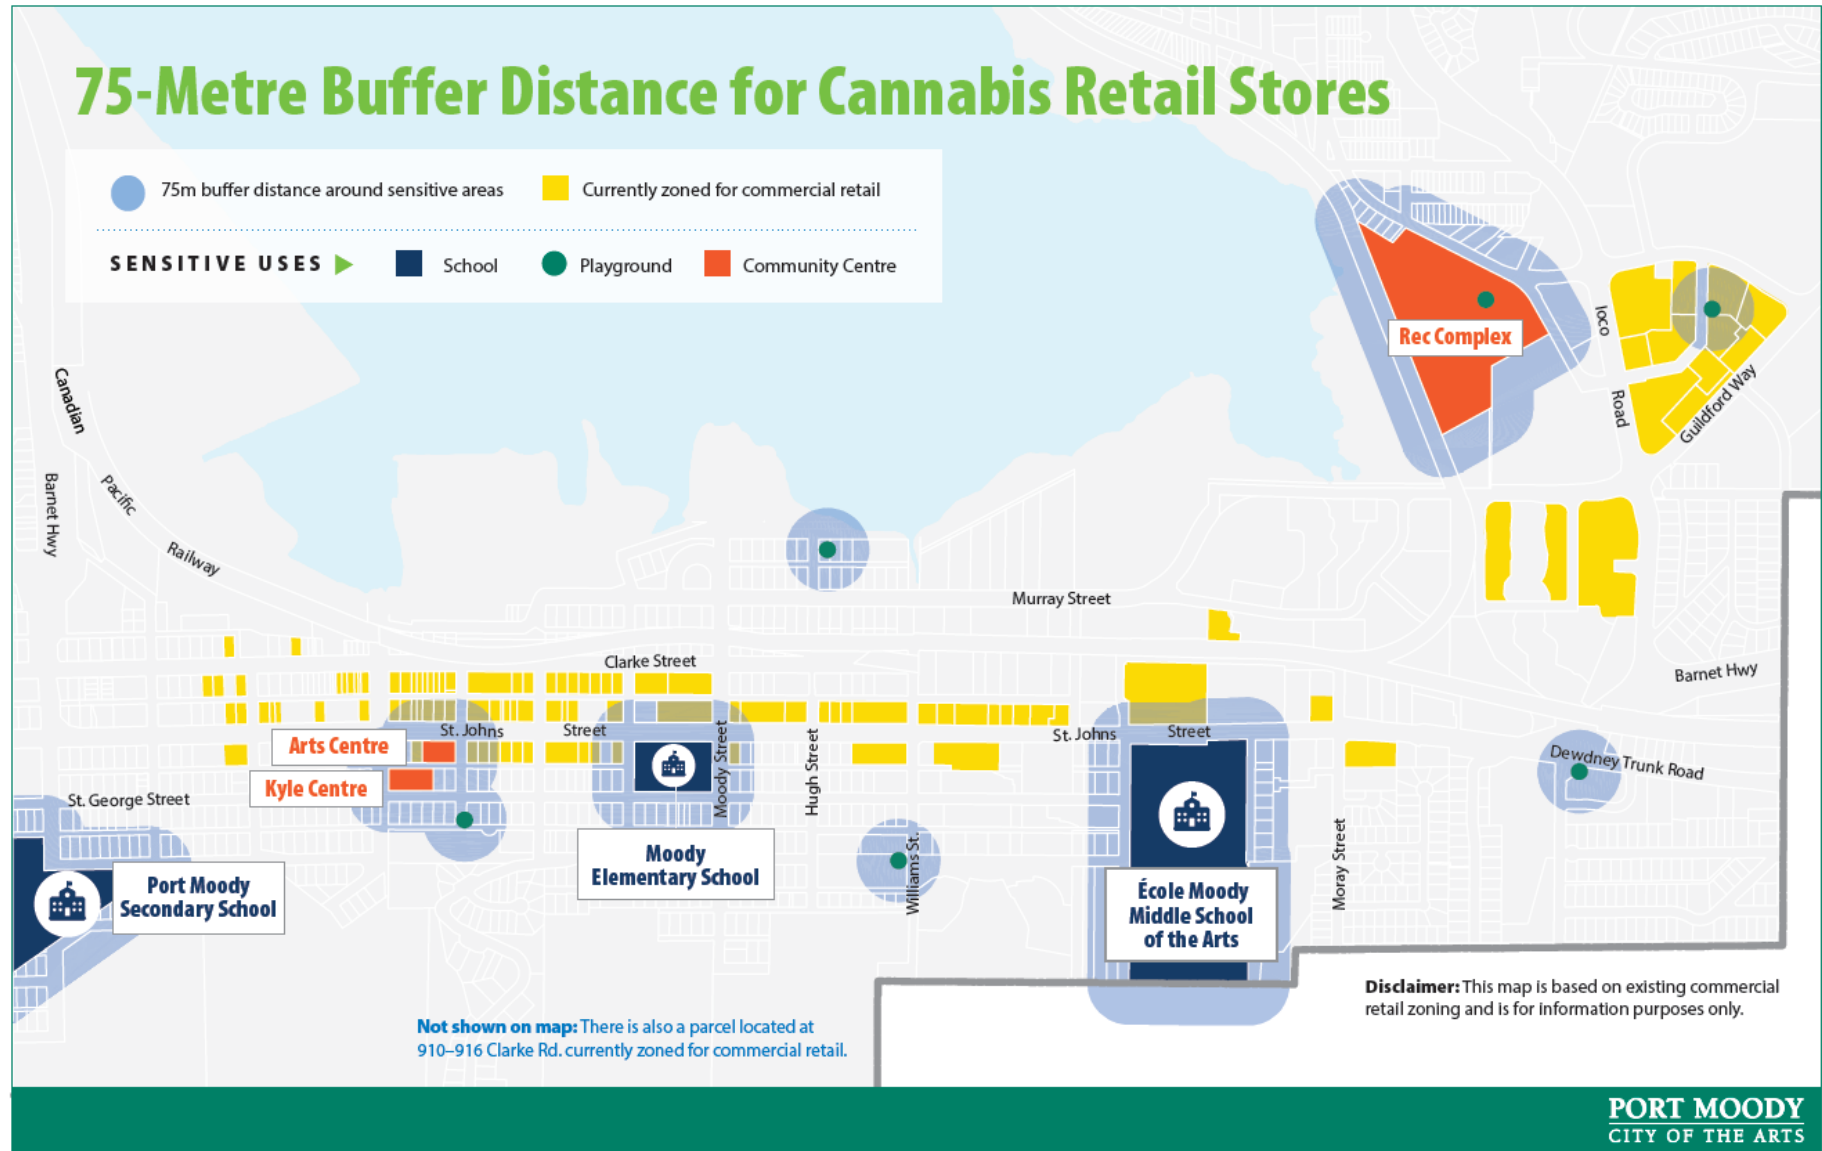 75-Metre Buffer Distance for Cannabis Retail Stores
75m buffer distance around sensitive areas
Currently zoned for commercial retail
SENSITIVE USES
School
Playground
Community Centre
Rec Complex
Ioco
Road
Guildford Way
Canadian
Pacific
Railway
Barnet Hwy
Murray Street
Clarke Street
Barnet Hwy
St. Johns
Street
Arts Centre
Kyle Centre
St. George Street
Moody Street
Hugh Street
St. Johns
Street
Dewdney Trunk Road
Williams St.
Moray Street
Moody
Elementary School
Port Moody
Secondary School
École Moody
Middle School
of the Arts
Not shown on map: There is also a parcel located at
910–916 Clarke Rd. currently zoned for commercial retail.
Disclaimer: This map is based on existing commercial
retail zoning and is for information purposes only.
PORT MOODY
CITY OF THE ARTS